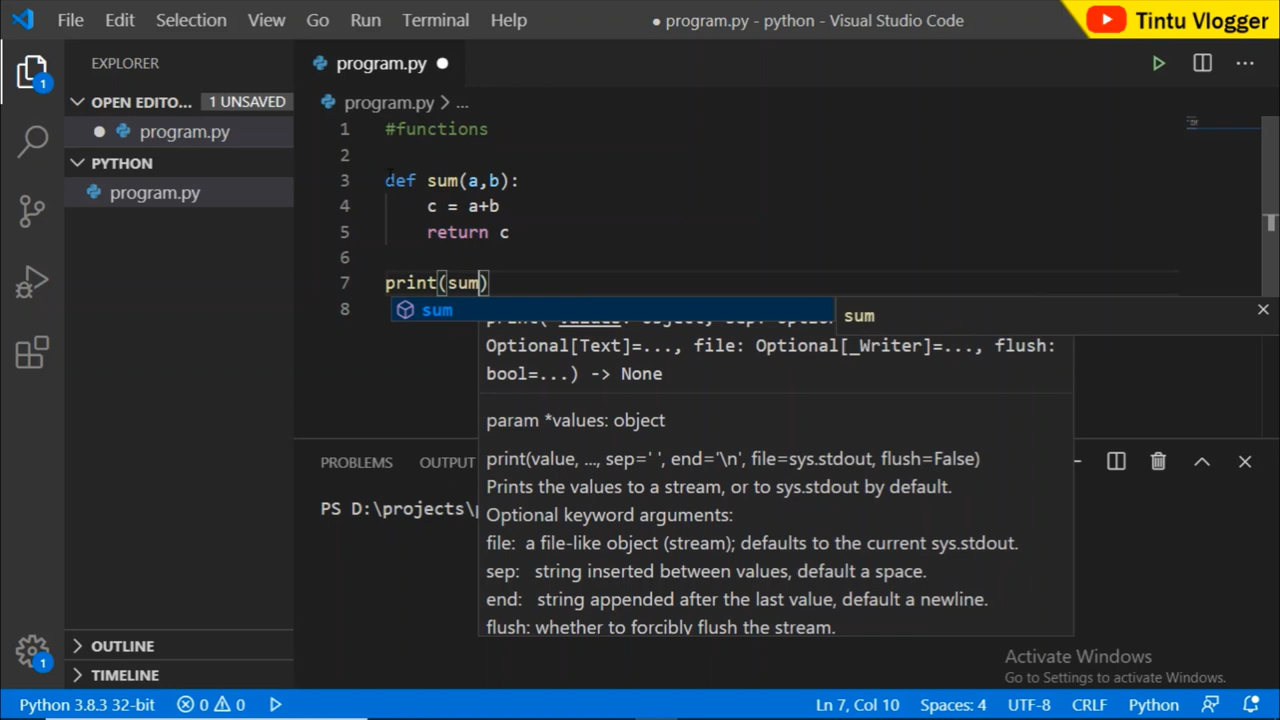 File Edit Selection View Go Run Terminal Help
● program.py - python - Visual Studio Code
Tintu Vlogger
EXPLORER
OPEN EDITO... 1 UNSAVED
program.py
PYTHON
program.py
OUTLINE
TIMELINE
1
1
program.py
program.py > ...
1 #functions
2
3 def sum(a,b):
4     c = a+b
5     return c
6
7 print(sum)
8
sum
sum
Optional[Text]=..., file: Optional[_Writer]=..., flush:
bool=...) -> None
param *values: object
print(value, ..., sep=' ', end='\n', file=sys.stdout, flush=False)
Prints the values to a stream, or to sys.stdout by default.
Optional keyword arguments:
file: a file-like object (stream); defaults to the current sys.stdout.
sep: string inserted between values, default a space.
end: string appended after the last value, default a newline.
flush: whether to forcibly flush the stream.
PROBLEMS OUTPUT
PS D:\projects\
Activate Windows
Go to Settings to activate Windows.
Python 3.8.3 32-bit 0 0 Ln 7, Col 10 Spaces: 4 UTF-8 CRLF Python